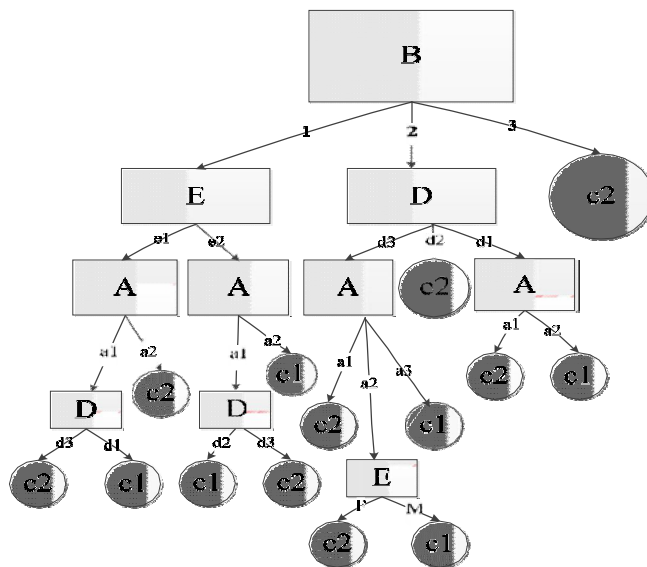 B
1 2 3
E D c2
e1 e2 d3 d2 d1
A A A c2 A
a1 a2 a1 a2 a1 a2 a3 a1 a2
c2 c1 c2 c1
D D c2 c1
d3 d1 d2 d3
c2 c1 c1 c2 E
M
c2 c1